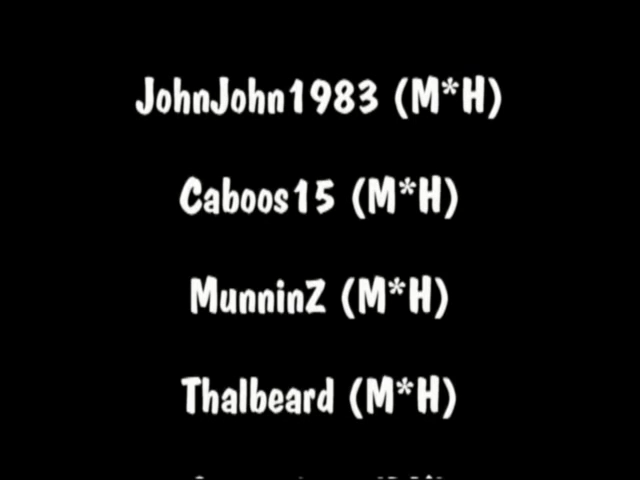 JohnJohn1983 (M*H)
Caboos15 (M*H)
MunninZ (M*H)
Thalbeard (M*H)